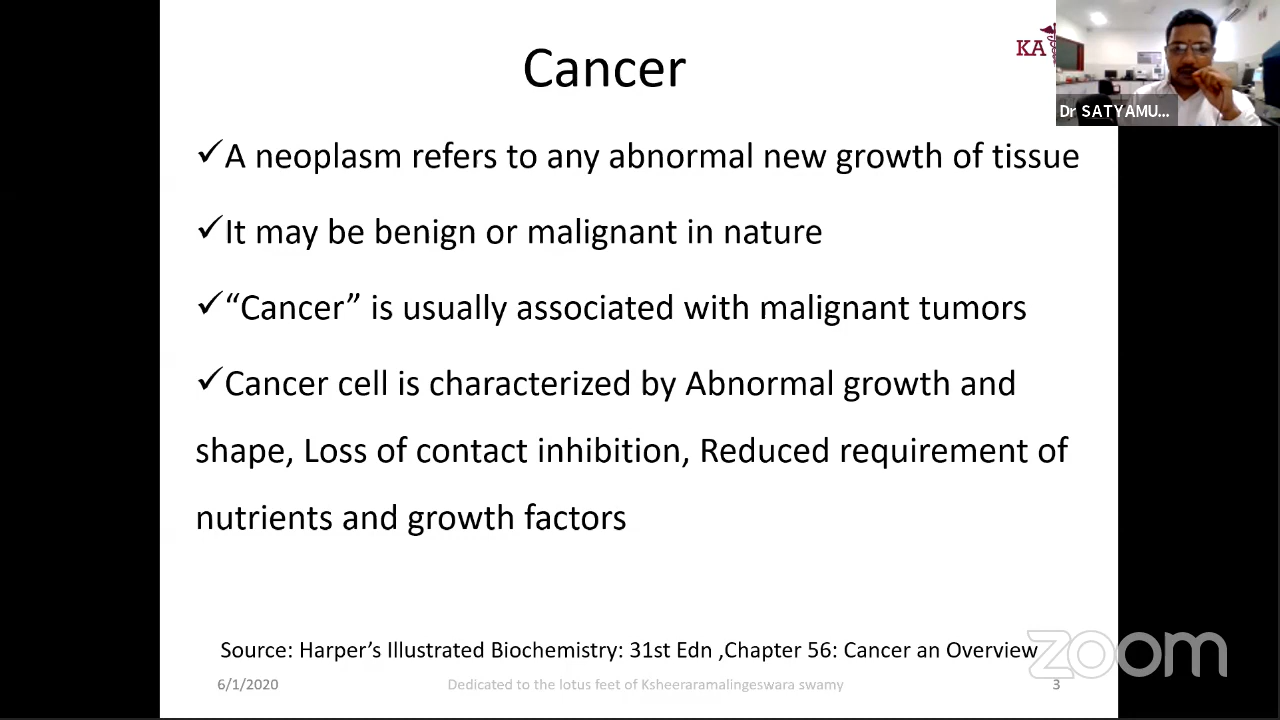 Cancer
KA
Dr SATYAMU...
✓A neoplasm refers to any abnormal new growth of tissue
✓It may be benign or malignant in nature
✓“Cancer” is usually associated with malignant tumors
✓Cancer cell is characterized by Abnormal growth and
shape, Loss of contact inhibition, Reduced requirement of
nutrients and growth factors
Source: Harper’s Illustrated Biochemistry: 31st Edn ,Chapter 56: Cancer an Overview
zoom
6/1/2020 Dedicated to the lotus feet of Ksheeraramalingeswara swamy 3